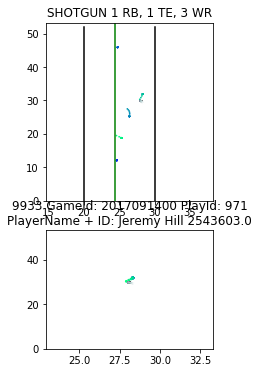 SHOTGUN 1 RB, 1 TE, 3 WR
50
40
30
20
10
0
15 20 25 30 35
9933 GameId: 2017091400 PlayId: 971
PlayerName + ID: Jeremy Hill 2543603.0
40
20
0
25.0 27.5 30.0 32.5